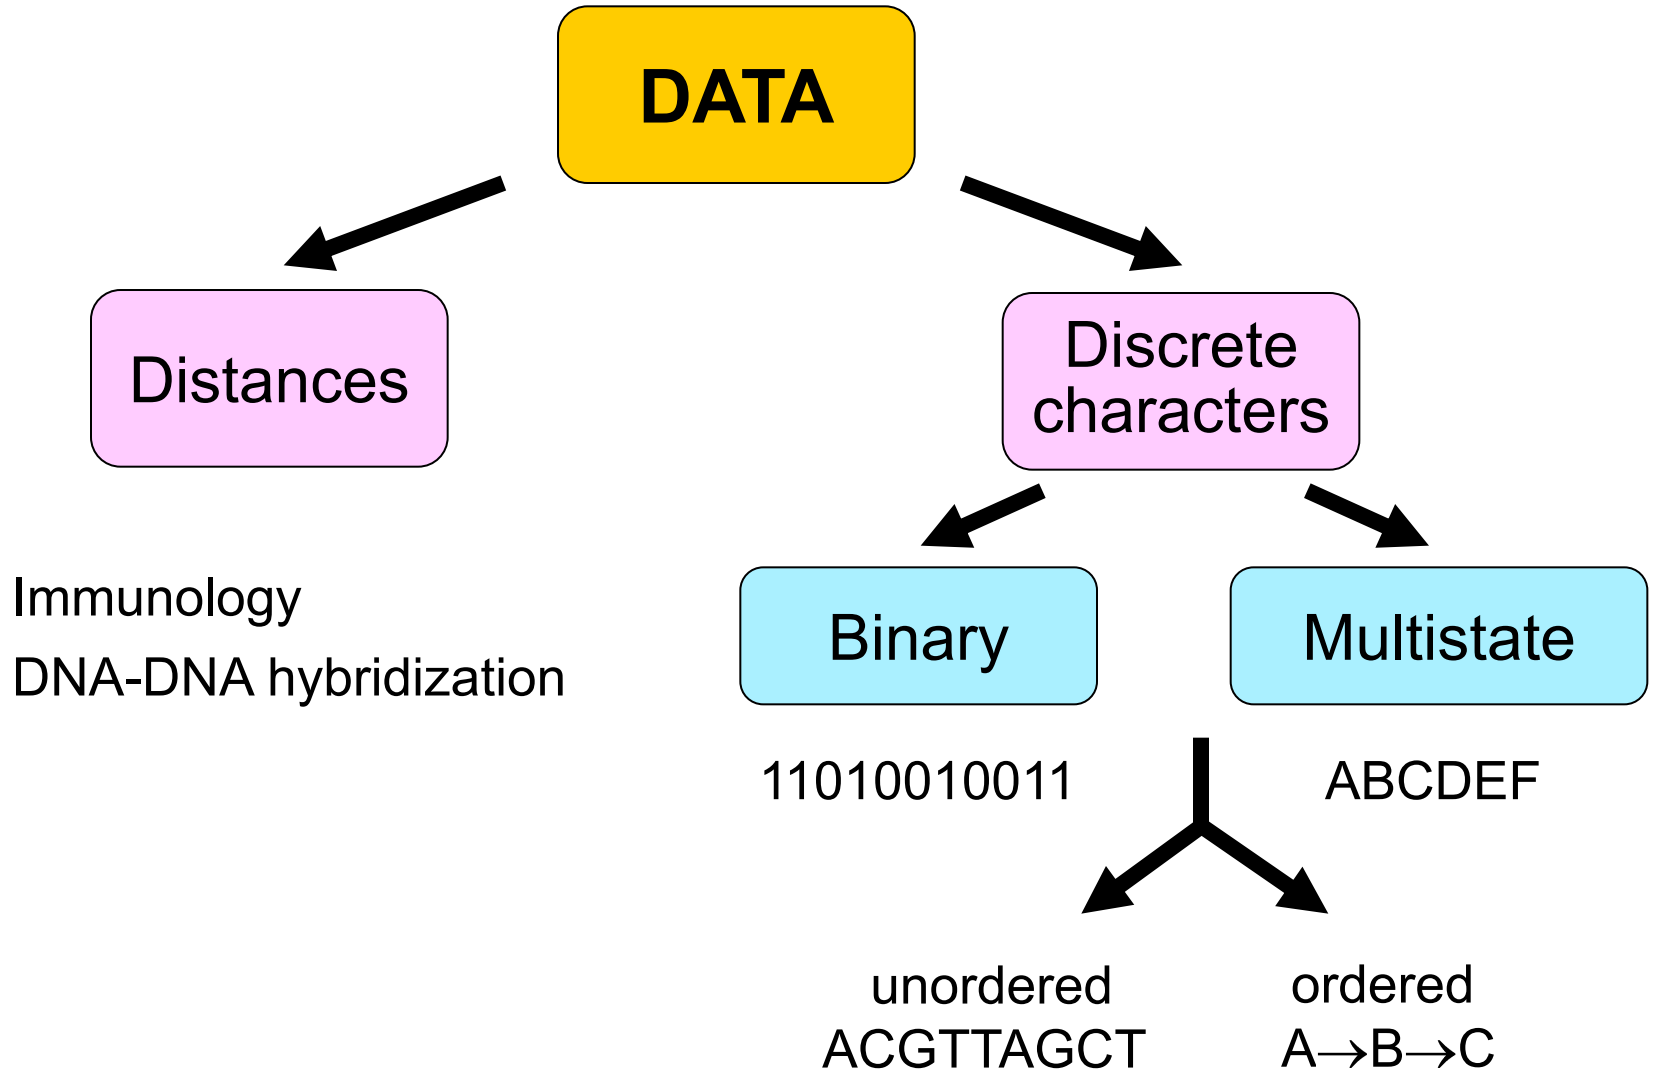 DATA
Distances
Discrete
characters
Immunology
DNA-DNA hybridization
Binary
Multistate
11010010011
ABCDEF
unordered
ordered
ACGTTAGCT
A→B→C